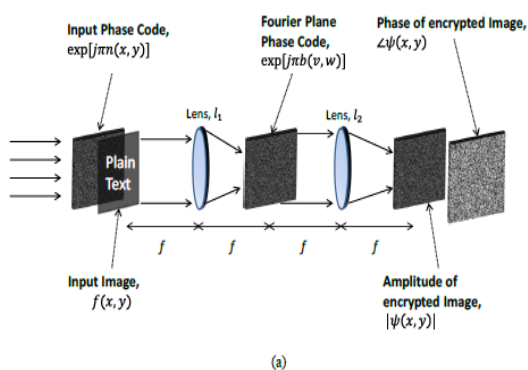 Input Phase Code,
exp[jπn(x, y)]
Fourier Plane
Phase Code,
exp[jπb(v, w)]
Phase of encrypted Image,
∠ψ(x, y)
Lens, l₁
Lens, l₂
Plain
Text
f
f
f
f
Input Image,
f(x, y)
Amplitude of
encrypted Image,
|ψ(x, y)|
(a)